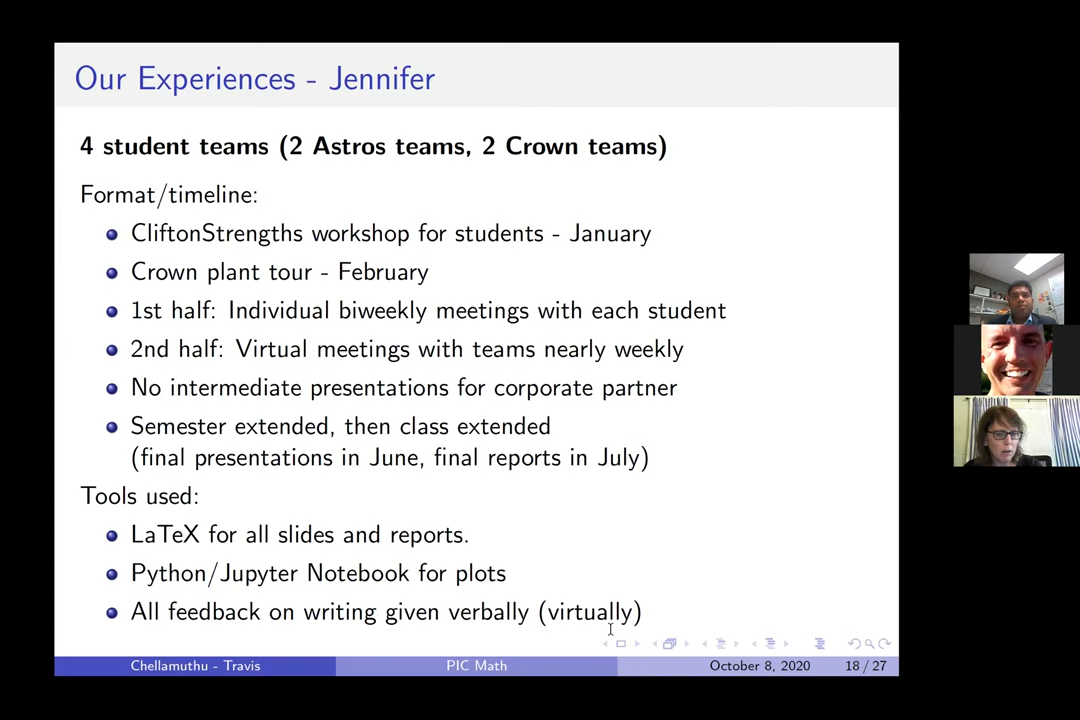 Our Experiences - Jennifer
4 student teams (2 Astros teams, 2 Crown teams)
Format/timeline:
CliftonStrengths workshop for students - January
Crown plant tour - February
1st half: Individual biweekly meetings with each student
2nd half: Virtual meetings with teams nearly weekly
No intermediate presentations for corporate partner
Semester extended, then class extended
(final presentations in June, final reports in July)
Tools used:
LaTeX for all slides and reports.
Python/Jupyter Notebook for plots
All feedback on writing given verbally (virtually)
Chellamuthu - Travis PIC Math October 8, 2020 18 / 27